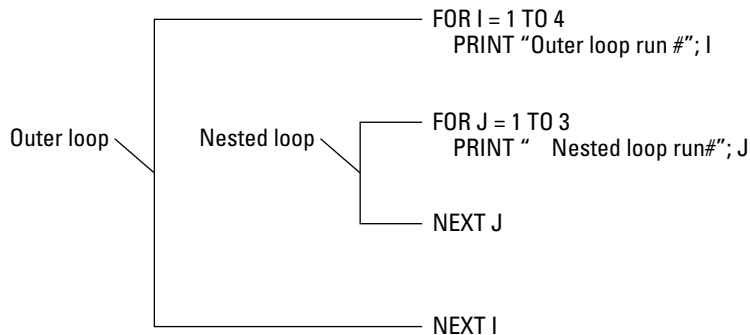 FOR I = 1 TO 4
PRINT “Outer loop run #”; I
FOR J = 1 TO 3
Outer loop
Nested loop
PRINT “   Nested loop run#”; J
NEXT J
NEXT I